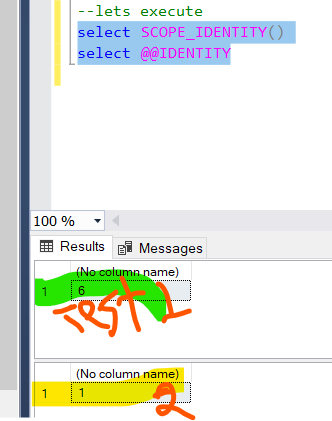 --lets execute
select SCOPE_IDENTITY()
select @@IDENTITY
100 %
Results Messages
(No column name)
1 6
Test 1
(No column name)
1 1
2